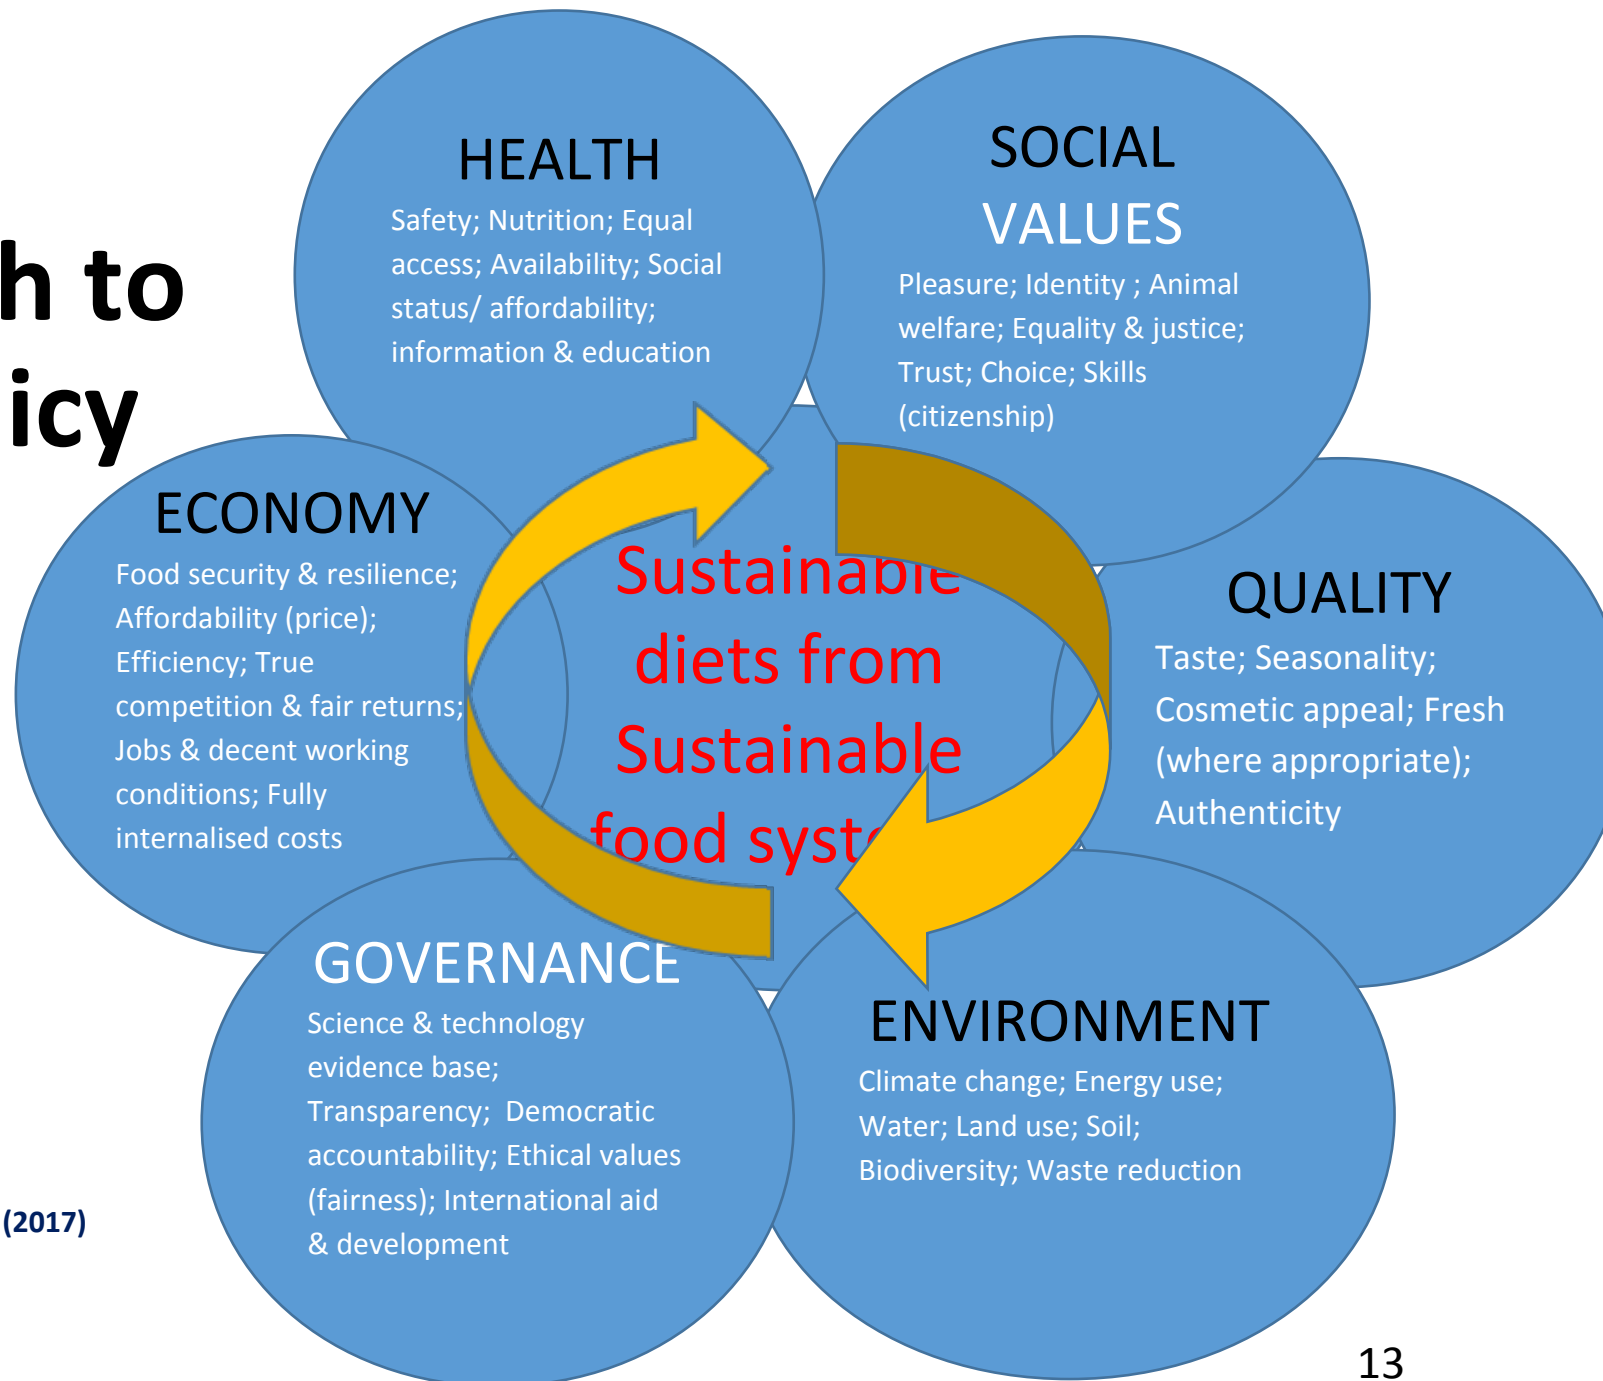 h to
icy
HEALTH
Safety; Nutrition; Equal
access; Availability; Social
status/ affordability;
information & education
SOCIAL
VALUES
Pleasure; Identity ; Animal
welfare; Equality & justice;
Trust; Choice; Skills
(citizenship)
ECONOMY
Food security & resilience;
Affordability (price);
Efficiency; True
competition & fair returns;
Jobs & decent working
conditions; Fully
internalised costs
Sustainable
diets from
Sustainable
food syst
QUALITY
Taste; Seasonality;
Cosmetic appeal; Fresh
(where appropriate);
Authenticity
GOVERNANCE
Science & technology
evidence base;
Transparency;  Democratic
accountability; Ethical values
(fairness); International aid
& development
ENVIRONMENT
Climate change; Energy use;
Water; Land use; Soil;
Biodiversity; Waste reduction
(2017)
13